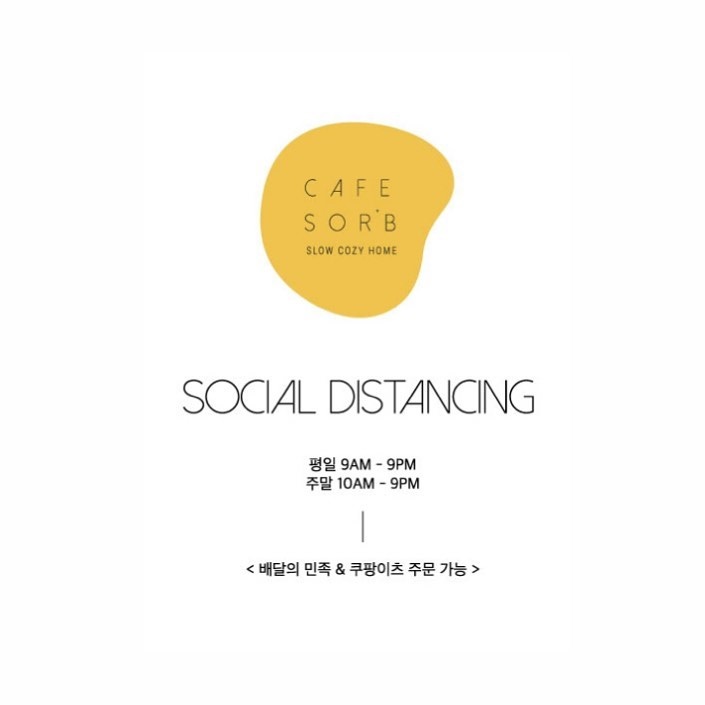 CAFE
SOR'B
SLOW COZY HOME
SOCIAL DISTANCING
평일 9AM - 9PM
주말 10AM - 9PM
< 배달의 민족 & 쿠팡이츠 주문 가능 >